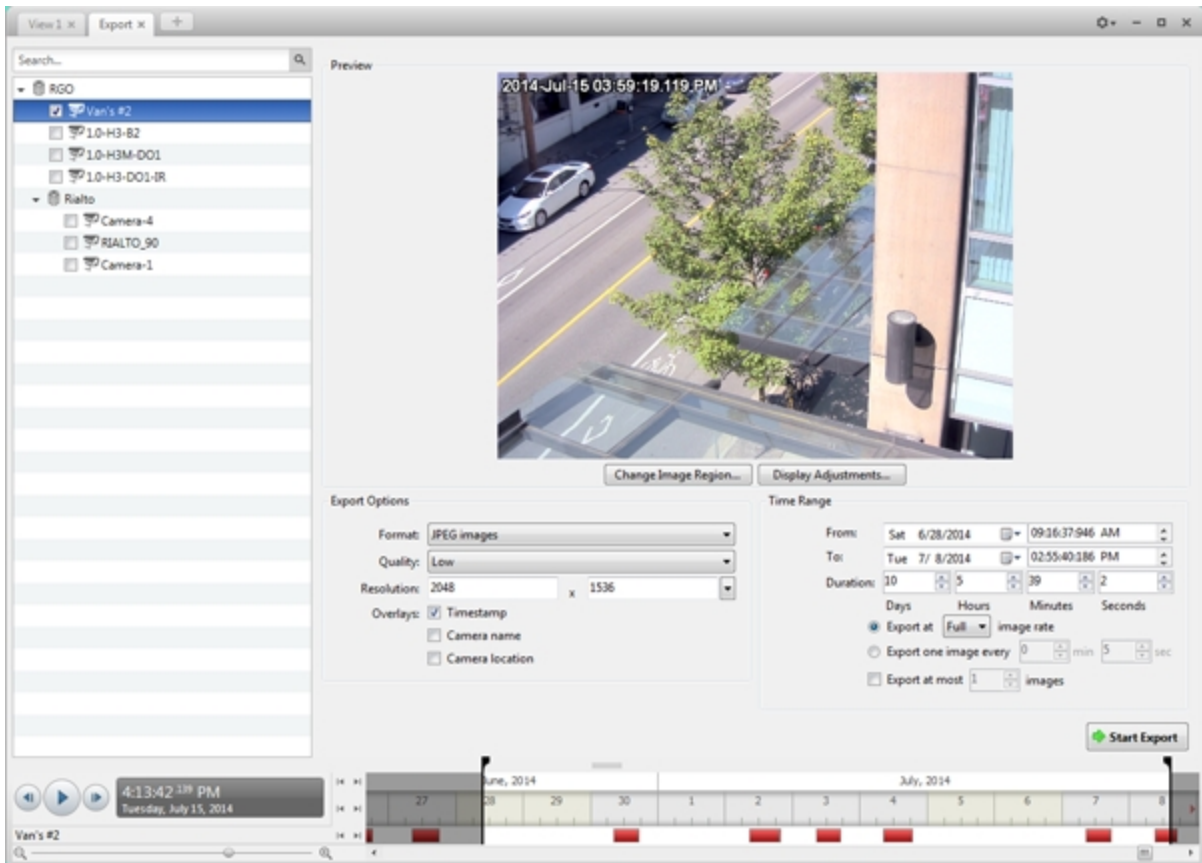 View 1 × Export × +
Search...
RGO
Van's #2
1.0-H3-B2
1.0-H3M-DO1
1.0-H3-DO1-IR
Rialto
Camera-4
RIALTO_90
Camera-1
Preview
2014-Jul-15 03:59:19.119 PM
Change Image Region... Display Adjustments...
Export Options
Format: JPEG images
Quality: Low
Resolution: 2048 x 1536
Overlays: Timestamp
Camera name
Camera location
Time Range
From: Sat 6/28/2014 09:16:37:946 AM
To: Tue 7/ 8/2014 02:55:40:186 PM
Duration: 10 5 39 2
Days Hours Minutes Seconds
Export at Full image rate
Export one image every 0 min 5 sec
Export at most 1 images
Start Export
4:13:42.139 PM
Tuesday, July 15, 2014
June, 2014 July, 2014
27 28 29 30 1 2 3 4 5 6 7 8
Van's #2